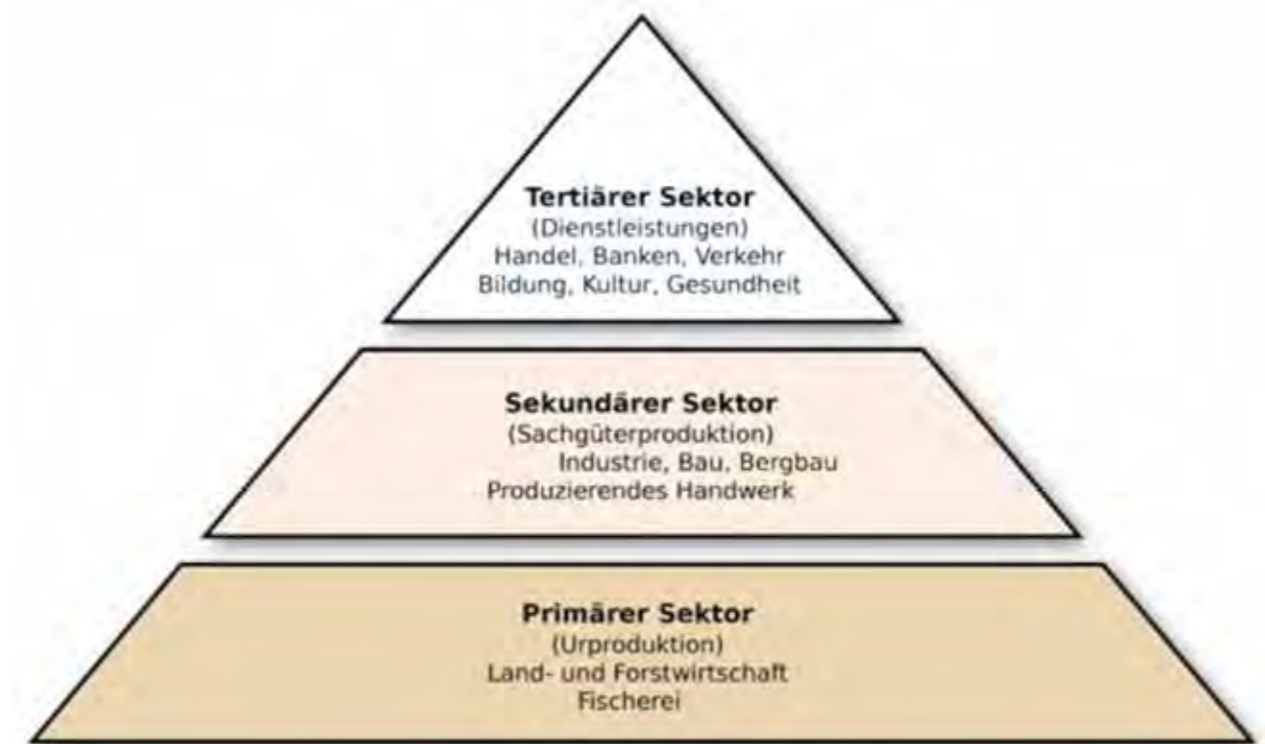 Tertiärer Sektor
(Dienstleistungen)
Handel, Banken, Verkehr
Bildung, Kultur, Gesundheit
Sekundärer Sektor
(Sachgüterproduktion)
Industrie, Bau, Bergbau
Produzierendes Handwerk
Primärer Sektor
(Urproduktion)
Land- und Forstwirtschaft
Fischerei